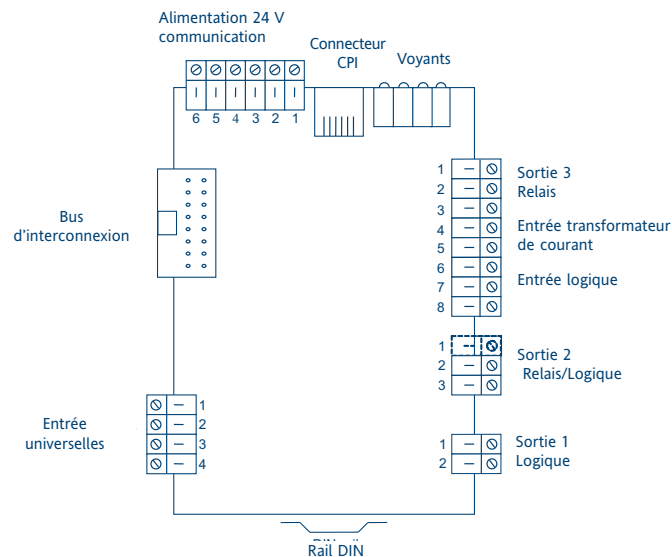 Alimentation 24 V
communication
Connecteur
CPI
Voyants
6 5 4 3 2 1
Bus
d'interconnexion
1
2
3
4
5
6
7
8
Sortie 3
Relais
Entrée transformateur
de courant
Entrée logique
1
2
3
Sortie 2
Relais/Logique
Entrée
universelles
1
2
3
4
1
2
Sortie 1
Logique
Rail DIN